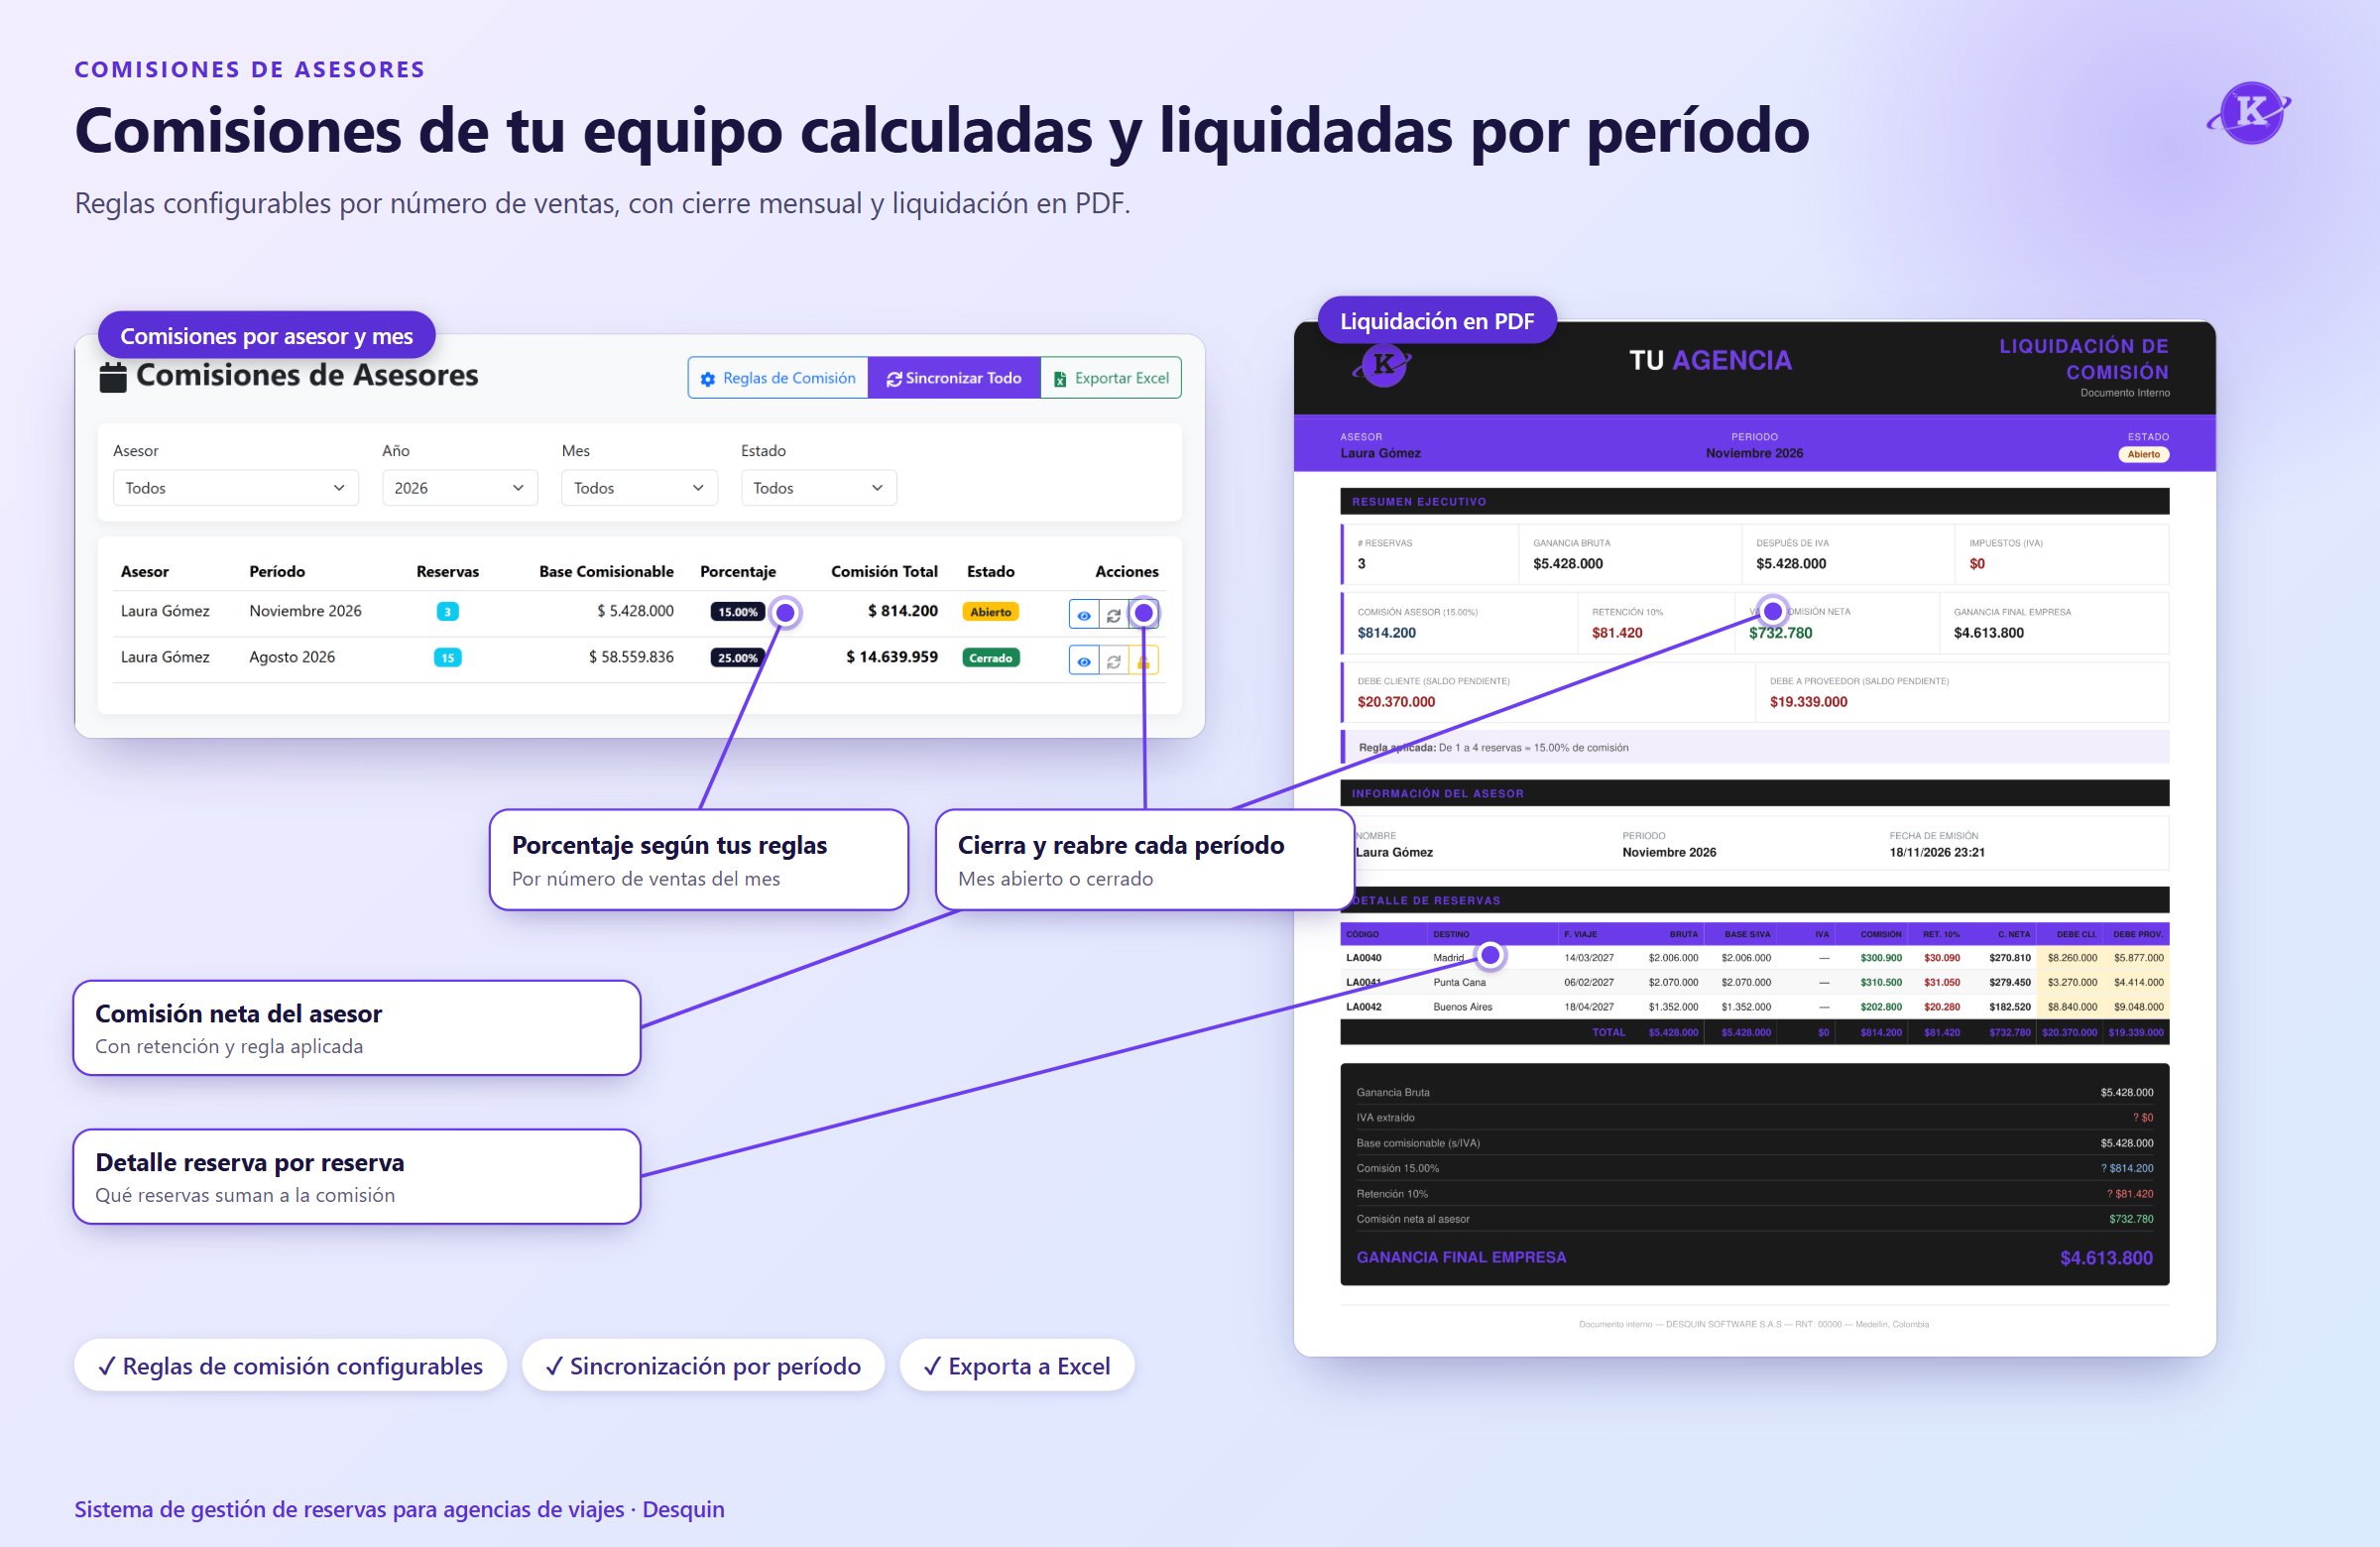 COMISIONES DE ASESORES
Comisiones de tu equipo calculadas y liquidadas por período
Reglas configurables por número de ventas, con cierre mensual y liquidación en PDF.
K
Comisiones por asesor y mes
Comisiones de Asesores
Reglas de Comisión Sincronizar Todo Exportar Excel
Asesor Año Mes Estado
Todos 2026 Todos Todos
Asesor Período Reservas Base Comisionable Porcentaje Comisión Total Estado Acciones
Laura Gómez Noviembre 2026 3 $ 5.428.000 15.00% $ 814.200 Abierto
Laura Gómez Agosto 2026 15 $ 58.559.836 25.00% $ 14.639.959 Cerrado
Porcentaje según tus reglas
Por número de ventas del mes
Cierra y reabre cada período
Mes abierto o cerrado
Comisión neta del asesor
Con retención y regla aplicada
Detalle reserva por reserva
Qué reservas suman a la comisión
✓ Reglas de comisión configurables ✓ Sincronización por período ✓ Exporta a Excel
Liquidación en PDF
K
TU AGENCIA
LIQUIDACIÓN DE
COMISIÓN
Documento Interno
ASESOR PERIODO ESTADO
Laura Gómez Noviembre 2026 Abierto
RESUMEN EJECUTIVO
# RESERVAS GANANCIA BRUTA DESPUÉS DE IVA IMPUESTOS (IVA)
3 $5.428.000 $5.428.000 $0
COMISIÓN ASESOR (15.00%) RETENCIÓN 10% OMISIÓN NETA GANANCIA FINAL EMPRESA
$814.200 $81.420 $732.780 $4.613.800
DEBE CLIENTE (SALDO PENDIENTE) DEBE A PROVEEDOR (SALDO PENDIENTE)
$20.370.000 $19.339.000
Regla aplicada: De 1 a 4 reservas = 15.00% de comisión
INFORMACIÓN DEL ASESOR
NOMBRE PERIODO FECHA DE EMISIÓN
Laura Gómez Noviembre 2026 18/11/2026 23:21
DETALLE DE RESERVAS
CÓDIGO DESTINO F. VIAJE BRUTA BASE S/IVA IVA COMISIÓN RET. 10% C. NETA DEBE CLI. DEBE PROV.
LA0040 Madrid 14/03/2027 $2.006.000 $2.006.000 — $300.900 $30.090 $270.810 $8.260.000 $5.877.000
LA0041 Punta Cana 06/02/2027 $2.070.000 $2.070.000 — $310.500 $31.050 $279.450 $3.270.000 $4.414.000
LA0042 Buenos Aires 18/04/2027 $1.352.000 $1.352.000 — $202.800 $20.280 $182.520 $8.840.000 $9.048.000
TOTAL $5.428.000 $5.428.000 $0 $814.200 $81.420 $732.780 $20.370.000 $19.339.000
Ganancia Bruta $5.428.000
IVA extraído ? $0
Base comisionable (s/IVA) $5.428.000
Comisión 15.00% ? $814.200
Retención 10% ? $81.420
Comisión neta al asesor $732.780
GANANCIA FINAL EMPRESA $4.613.800
Documento interno — DESQUIN SOFTWARE S.A.S — RNT: 00000 — Medellín, Colombia
Sistema de gestión de reservas para agencias de viajes · Desquin